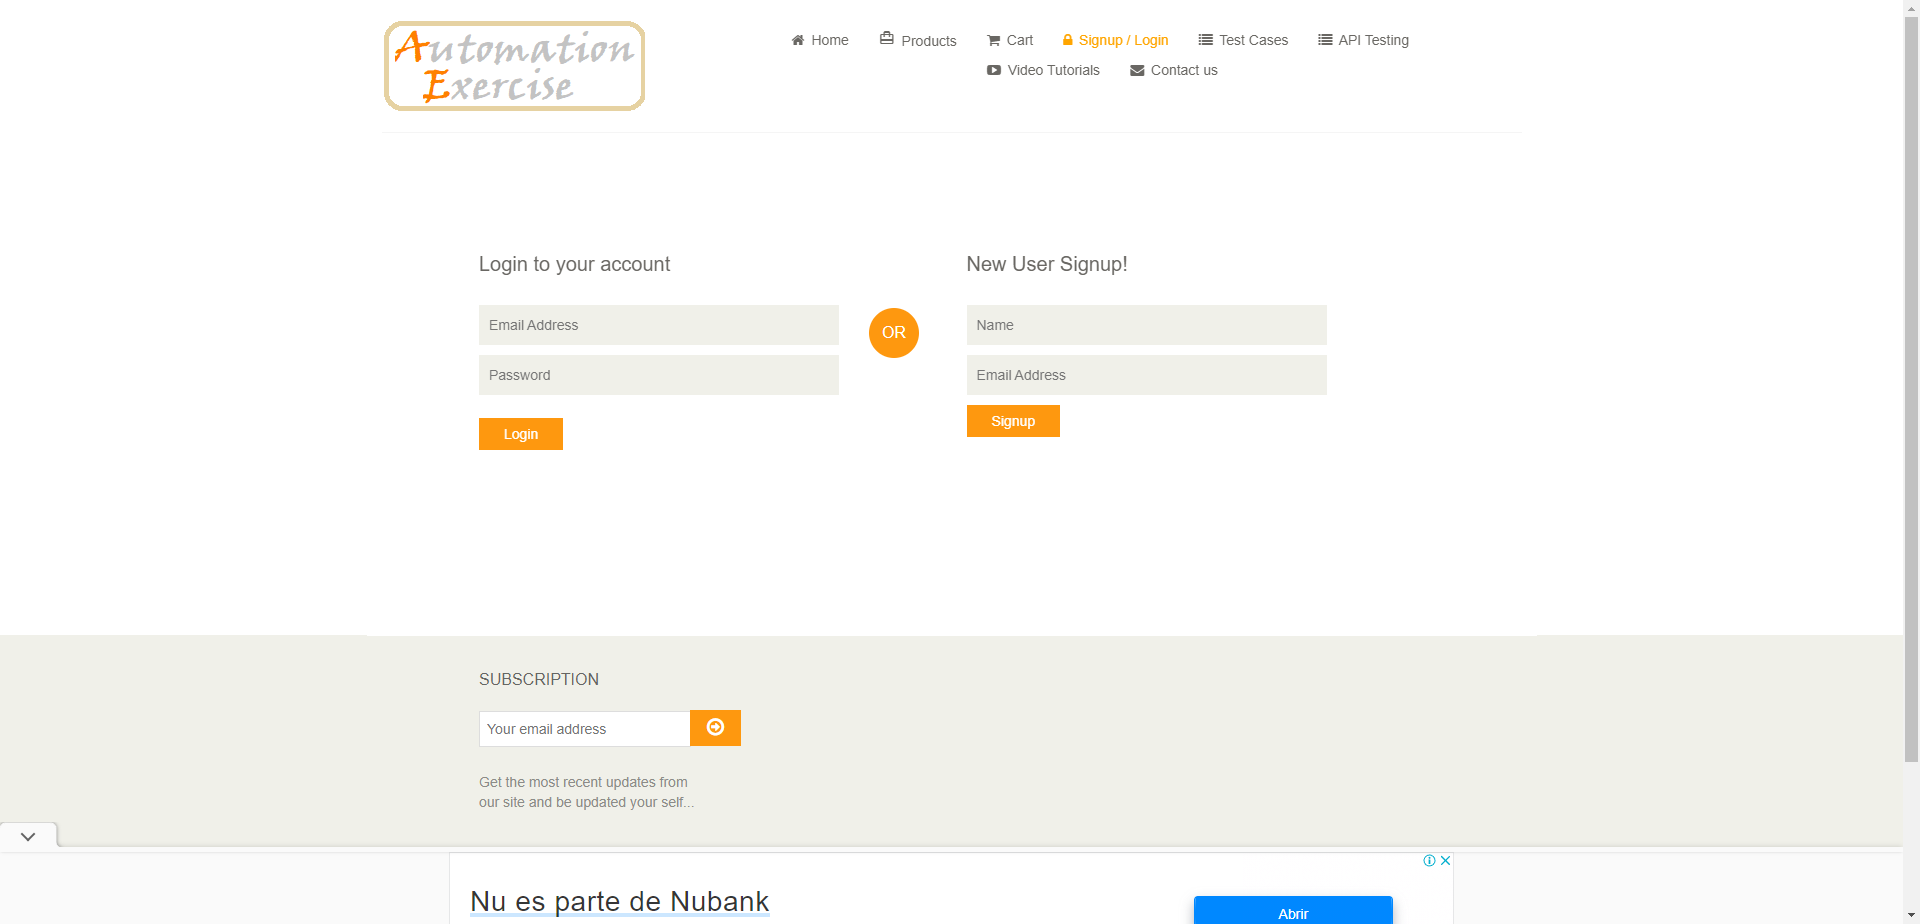 Automation
Exercise
Home
Products
Cart
Signup / Login
Test Cases
API Testing
Video Tutorials
Contact us
Login to your account
Email Address
Password
Login
OR
New User Signup!
Name
Email Address
Signup
SUBSCRIPTION
Your email address
Get the most recent updates from
our site and be updated your self...
Nu es parte de Nubank
Abrir